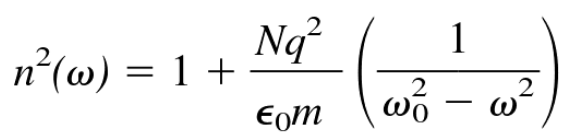 n²(ω) = 1 + Nq²/ϵ₀m (1/(ω₀² − ω²))